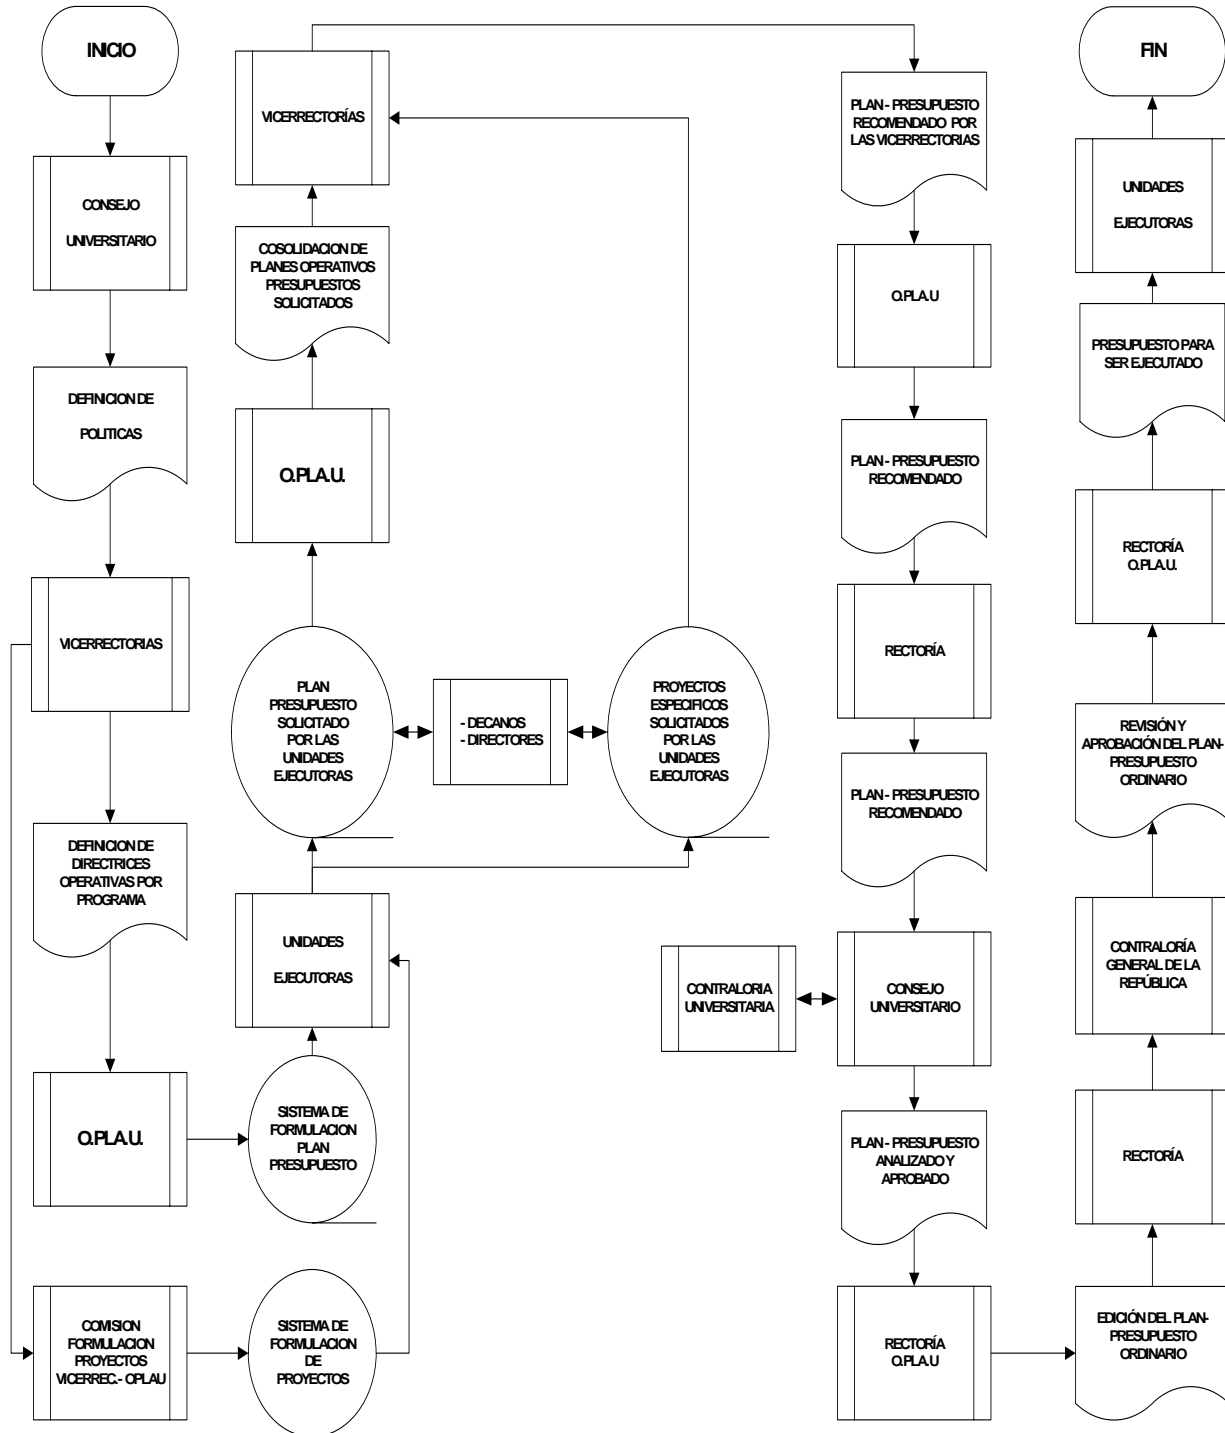 INICIO
CONSEJO
UNIVERSITARIO
DEFINICION DE
POLITICAS
VICERRECTORIAS
DEFINICION DE
DIRECTRICES
OPERATIVAS POR
PROGRAMA
O.PLA.U.
COMISION
FORMULACION
PROYECTOS
VICERREC.- OPLAU
VICERRECTORÍAS
COSOLIDACION DE
PLANES OPERATIVOS
PRESUPUESTOS
SOLICITADOS
O.PLA.U.
PLAN
PRESUPUESTO
SOLICITADO
POR LAS
UNIDADES
EJECUTORAS
- DECANOS
- DIRECTORES
PROYECTOS
ESPECIFICOS
SOLICITADOS
POR LAS
UNIDADES
EJECUTORAS
UNIDADES
EJECUTORAS
SISTEMA DE
FORMULACION
PLAN
PRESUPUESTO
SISTEMA DE
FORMULACION
DE
PROYECTOS
PLAN - PRESUPUESTO
RECOMENDADO POR
LAS VICERRECTORIAS
O.PLA.U
PLAN - PRESUPUESTO
RECOMENDADO
RECTORÍA
PLAN - PRESUPUESTO
RECOMENDADO
CONTRALORIA
UNIVERSITARIA
CONSEJO
UNIVERSITARIO
PLAN - PRESUPUESTO
ANALIZADO Y
APROBADO
RECTORÍA
O.PLA.U
FIN
UNIDADES
EJECUTORAS
PRESUPUESTO PARA
SER EJECUTADO
RECTORÍA
O.PLA.U.
REVISIÓN Y
APROBACIÓN DEL PLAN-
PRESUPUESTO
ORDINARIO
CONTRALORÍA
GENERAL DE LA
REPÚBLICA
RECTORÍA
EDICIÓN DEL PLAN-
PRESUPUESTO
ORDINARIO